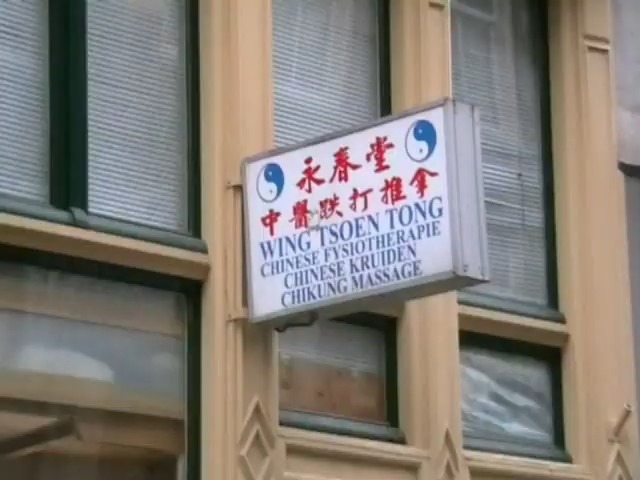 永春堂
中醫跌打推拿
WING TSOEN TONG
CHINESE FYSIOTHERAPIE
CHINESE KRUIDEN
CHIKUNG MASSAGE